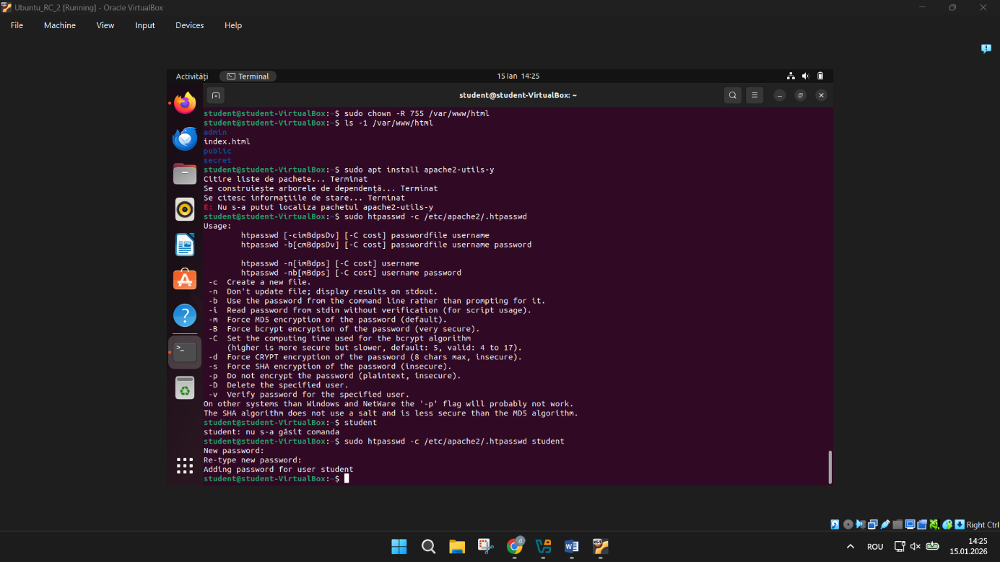 Ubuntu_RC_2 [Running] - Oracle VirtualBox
File Machine View Input Devices Help
Activități Terminal 15 ian 14:25
student@student-VirtualBox: ~
student@student-VirtualBox:~$ sudo chown -R 755 /var/www/html
student@student-VirtualBox:~$ ls -1 /var/www/html
admin
index.html
public
secret
student@student-VirtualBox:~$ sudo apt install apache2-utils-y
Citire liste de pachete... Terminat
Se construiește arborele de dependență... Terminat
Se citesc informațiile de stare... Terminat
E: Nu s-a putut localiza pachetul apache2-utils-y
student@student-VirtualBox:~$ sudo htpasswd -c /etc/apache2/.htpasswd
Usage:
htpasswd [-cimBdpsDv] [-C cost] passwordfile username
htpasswd -b[cmBdpsDv] [-C cost] passwordfile username password
htpasswd -n[imBdps] [-C cost] username
htpasswd -nb[mBdps] [-C cost] username password
-c Create a new file.
-n Don't update file; display results on stdout.
-b Use the password from the command line rather than prompting for it.
-i Read password from stdin without verification (for script usage).
-m Force MD5 encryption of the password (default).
-B Force bcrypt encryption of the password (very secure).
-C Set the computing time used for the bcrypt algorithm
(higher is more secure but slower, default: 5, valid: 4 to 17).
-d Force CRYPT encryption of the password (8 chars max, insecure).
-s Force SHA encryption of the password (insecure).
-p Do not encrypt the password (plaintext, insecure).
-D Delete the specified user.
-v Verify password for the specified user.
On other systems than Windows and NetWare the '-p' flag will probably not work.
The SHA algorithm does not use a salt and is less secure than the MD5 algorithm.
student@student-VirtualBox:~$ student
student: nu s-a găsit comanda
student@student-VirtualBox:~$ sudo htpasswd -c /etc/apache2/.htpasswd student
New password:
Re-type new password:
Adding password for user student
student@student-VirtualBox:~$
Right Ctrl
ROU
14:25
15.01.2026